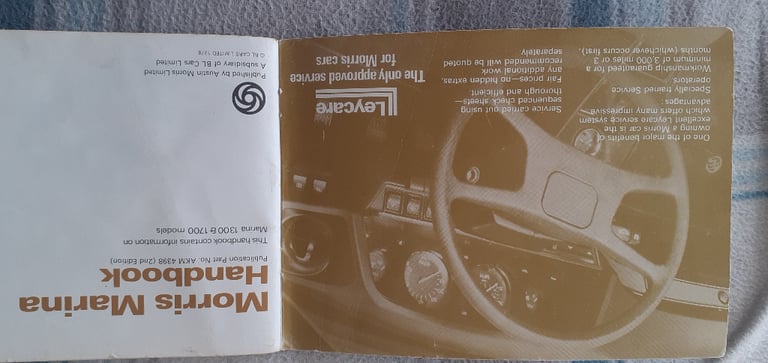 Morris Marina
Handbook
Publication Part No. AKM 4398 (2nd Edition)
This handbook contains information on
Marina 1300 & 1700 models
Published by Austin Morris Limited
A subsidiary of BL Cars Limited
© BL CARS LIMITED 1978
One of the major benefits of
owning a Morris car is the
excellent Leycare service system
which offers many impressive
advantages:
Specially trained Service
operators
Workmanship guaranteed for a
minimum of 3,000 miles or 3
months (whichever occurs first).
Service carried out using
sequenced check sheets—
thorough and efficient.
Fair prices—no hidden extras,
any additional work
recommended will be quoted
separately
Leycare
The only approved service
for Morris cars